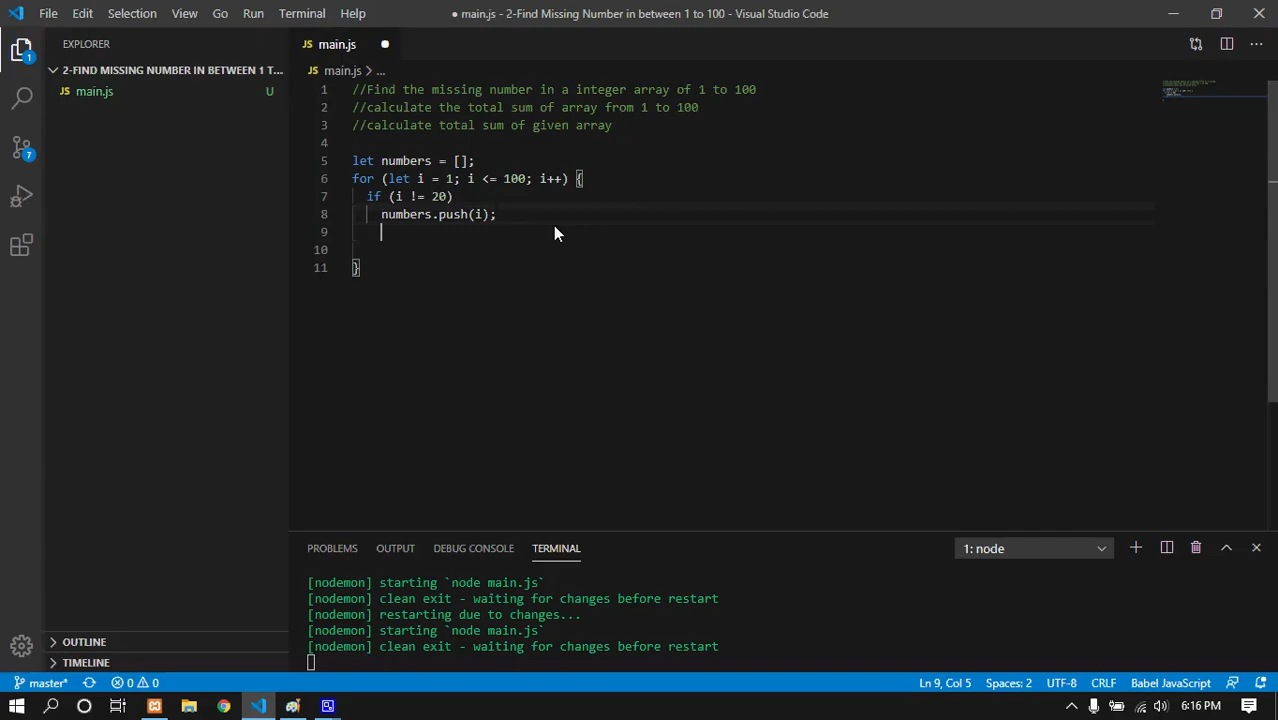 File Edit Selection View Go Run Terminal Help
● main.js - 2-Find Missing Number in between 1 to 100 - Visual Studio Code
EXPLORER
2-FIND MISSING NUMBER IN BETWEEN 1 T...
JS main.js U
OUTLINE
TIMELINE
JS main.js ●
JS main.js > ...
1 //Find the missing number in a integer array of 1 to 100
2 //calculate the total sum of array from 1 to 100
3 //calculate total sum of given array
4
5 let numbers = [];
6 for (let i = 1; i <= 100; i++) {
7 if (i != 20)
8 numbers.push(i);
9
10
11 }
PROBLEMS OUTPUT DEBUG CONSOLE TERMINAL 1: node
[nodemon] starting `node main.js`
[nodemon] clean exit - waiting for changes before restart
[nodemon] restarting due to changes...
[nodemon] starting `node main.js`
[nodemon] clean exit - waiting for changes before restart
1
7
master* 0 0 Ln 9, Col 5 Spaces: 2 UTF-8 CRLF Babel JavaScript
6:16 PM